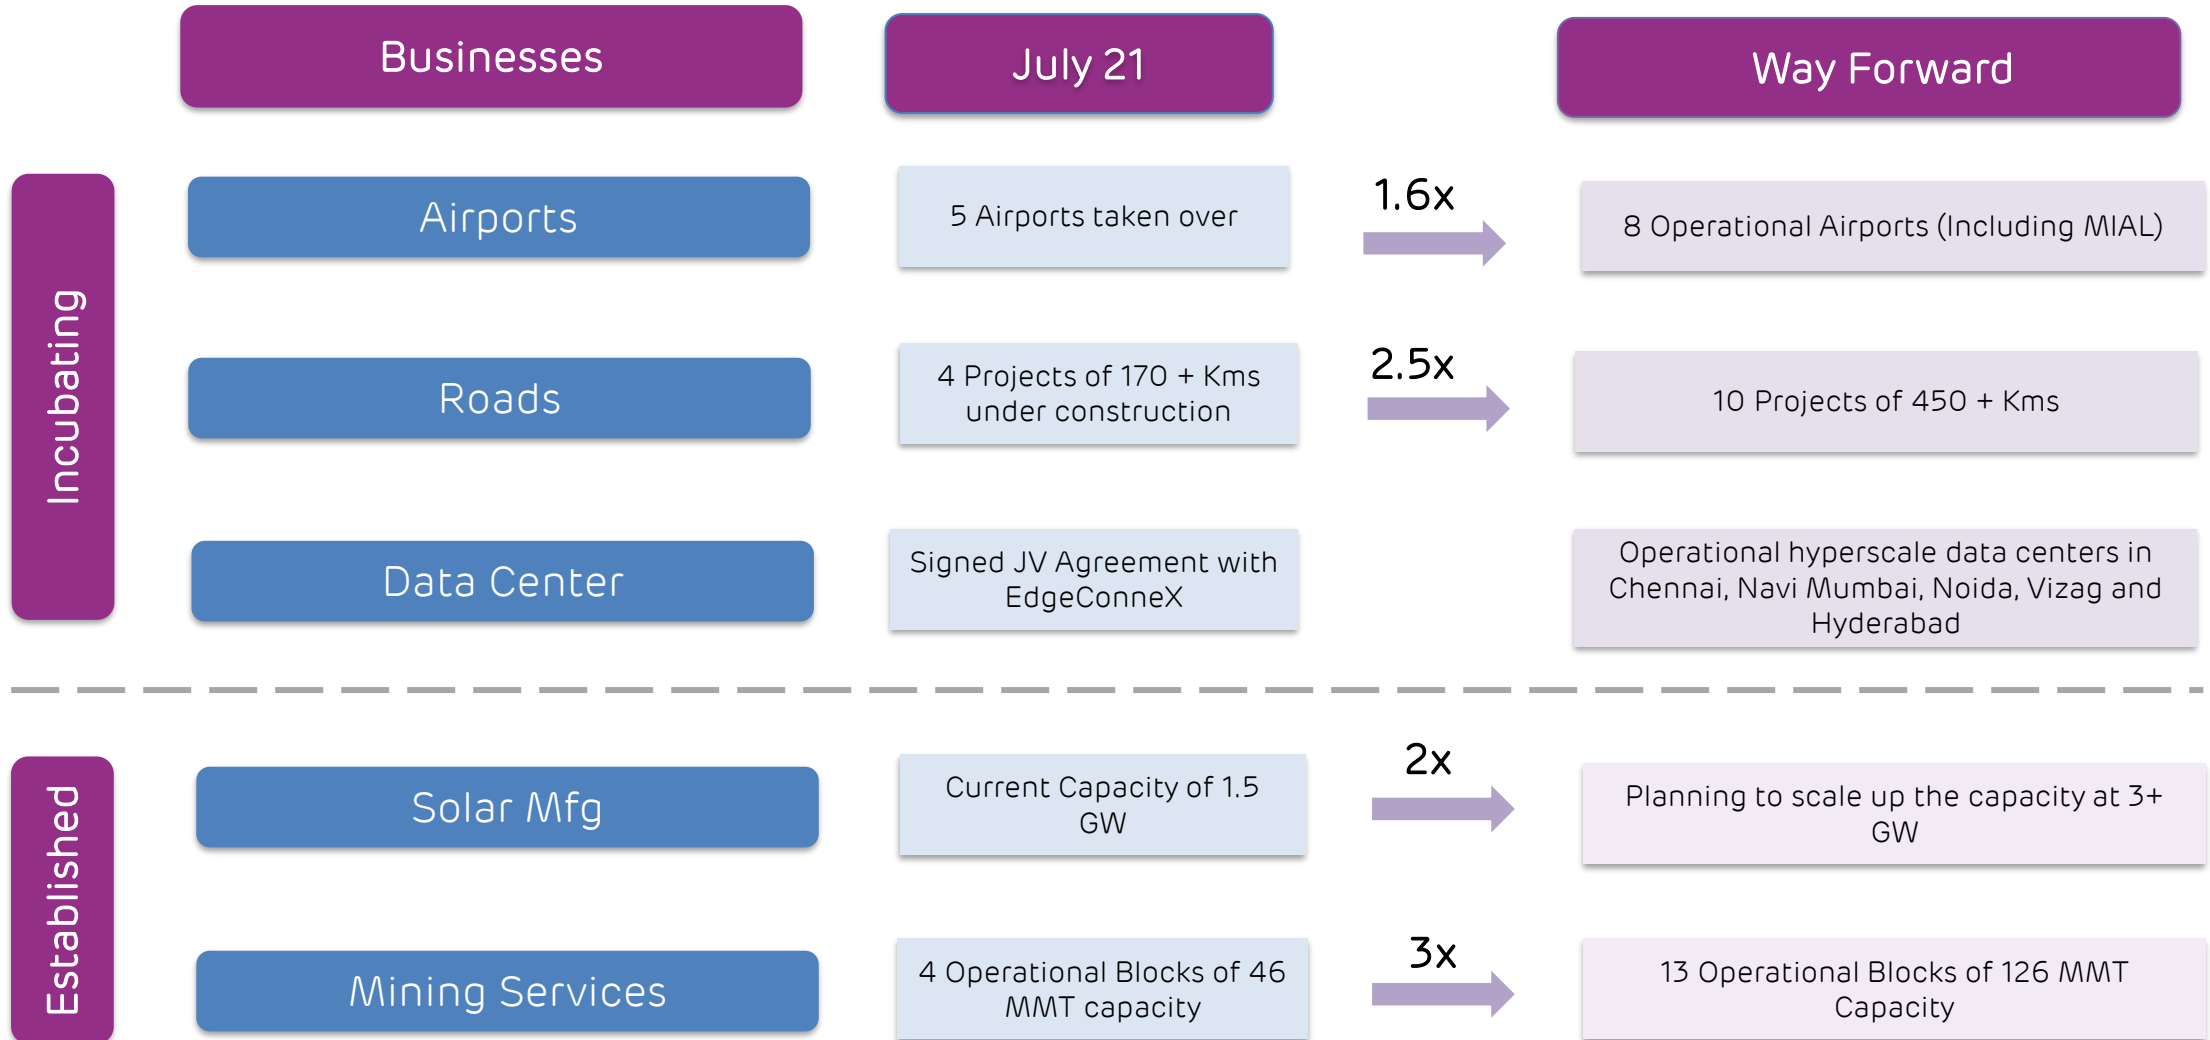 Businesses
July 21
Way Forward
Incubating
Airports
5 Airports taken over
1.6x
8 Operational Airports (Including MIAL)
Roads
4 Projects of 170 + Kms
under construction
2.5x
10 Projects of 450 + Kms
Data Center
Signed JV Agreement with
EdgeConneX
Operational hyperscale data centers in
Chennai, Navi Mumbai, Noida, Vizag and
Hyderabad
Established
Solar Mfg
Current Capacity of 1.5
GW
2x
Planning to scale up the capacity at 3+
GW
Mining Services
4 Operational Blocks of 46
MMT capacity
3x
13 Operational Blocks of 126 MMT
Capacity